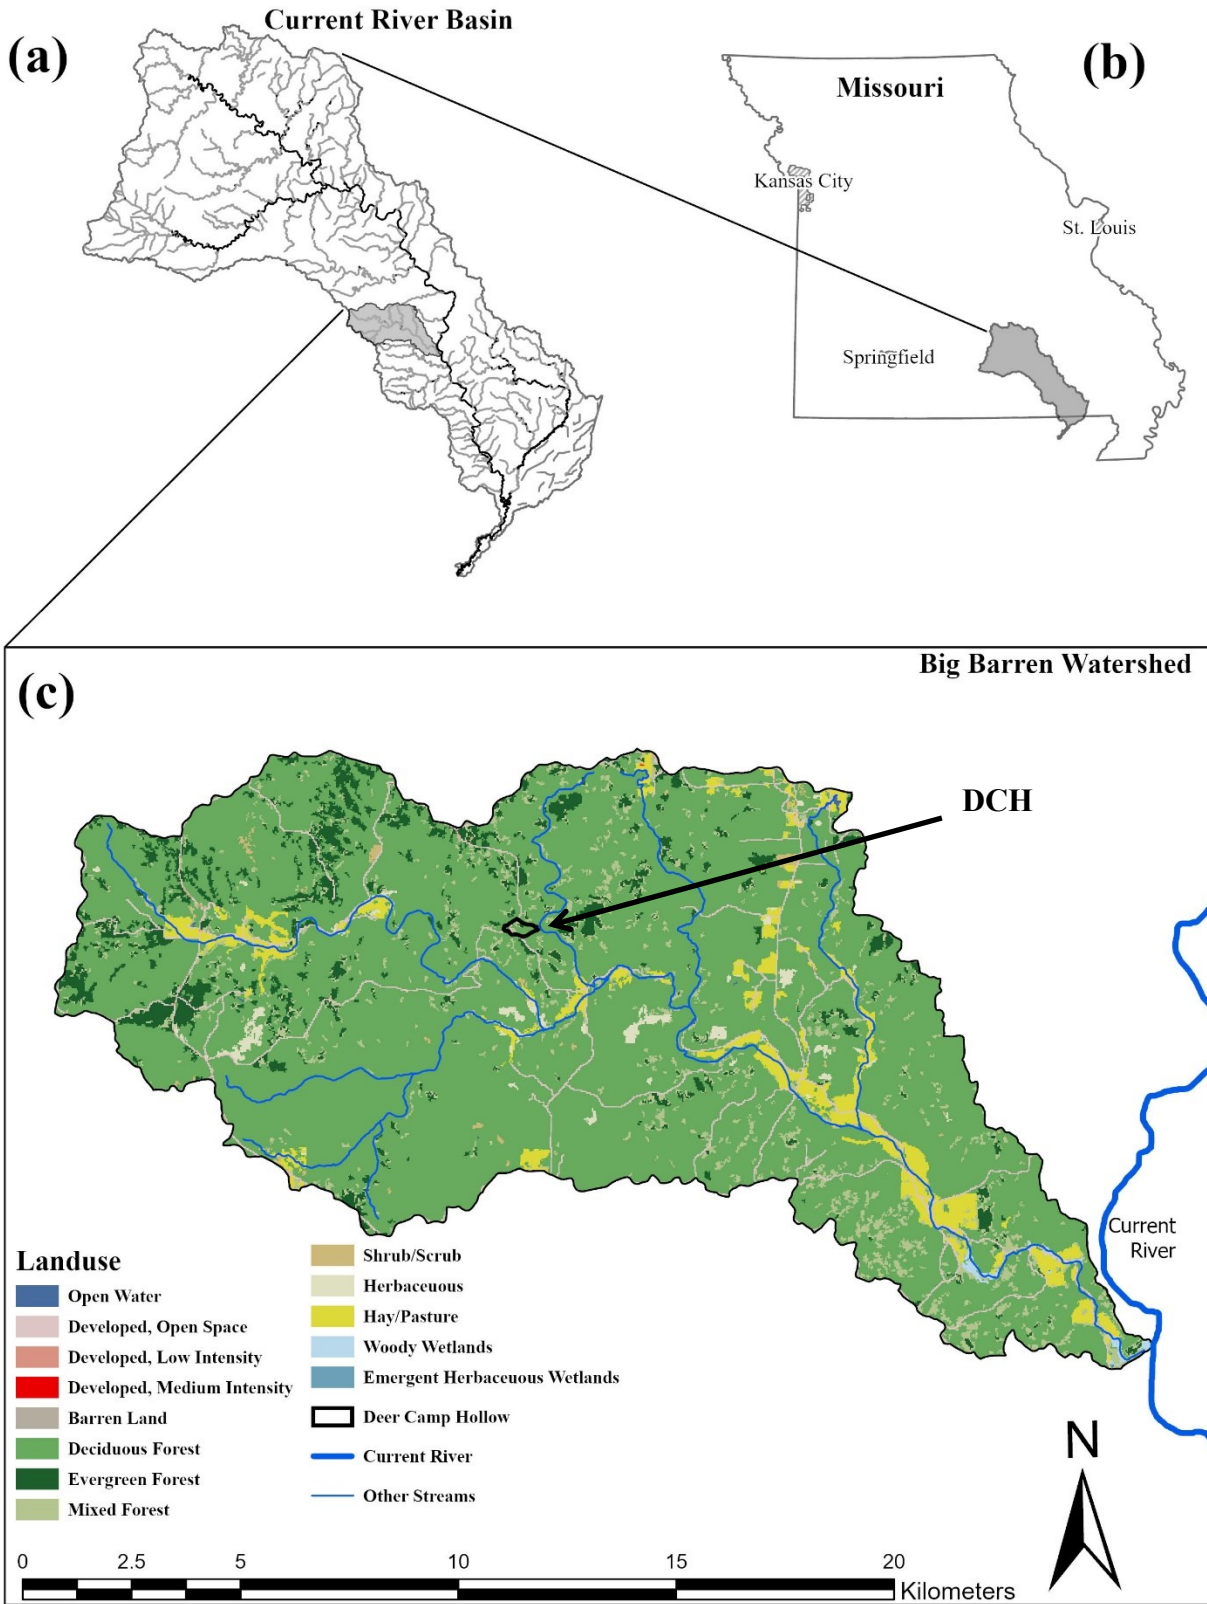 Current River Basin
(a)
(b)
Missouri
Kansas City
St. Louis
Springfield
Big Barren Watershed
(c)
DCH
Current
River
Landuse
Open Water
Developed, Open Space
Developed, Low Intensity
Developed, Medium Intensity
Barren Land
Deciduous Forest
Evergreen Forest
Mixed Forest
Shrub/Scrub
Herbaceuous
Hay/Pasture
Woody Wetlands
Emergent Herbaceuous Wetlands
Deer Camp Hollow
Current River
Other Streams
N
0 2.5 5 10 15 20
Kilometers